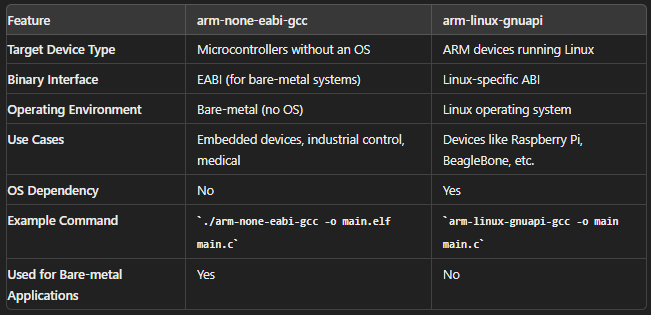 Feature arm-none-eabi-gcc arm-linux-gnuapi
Target Device Type Microcontrollers without an OS ARM devices running Linux
Binary Interface EABI (for bare-metal systems) Linux-specific ABI
Operating Environment Bare-metal (no OS) Linux operating system
Use Cases Embedded devices, industrial control, Devices like Raspberry Pi,
medical BeagleBone, etc.
OS Dependency No Yes
Example Command `./arm-none-eabi-gcc -o main.elf `arm-linux-gnuapi-gcc -o main
main.c` main.c`
Used for Bare-metal Yes No
Applications